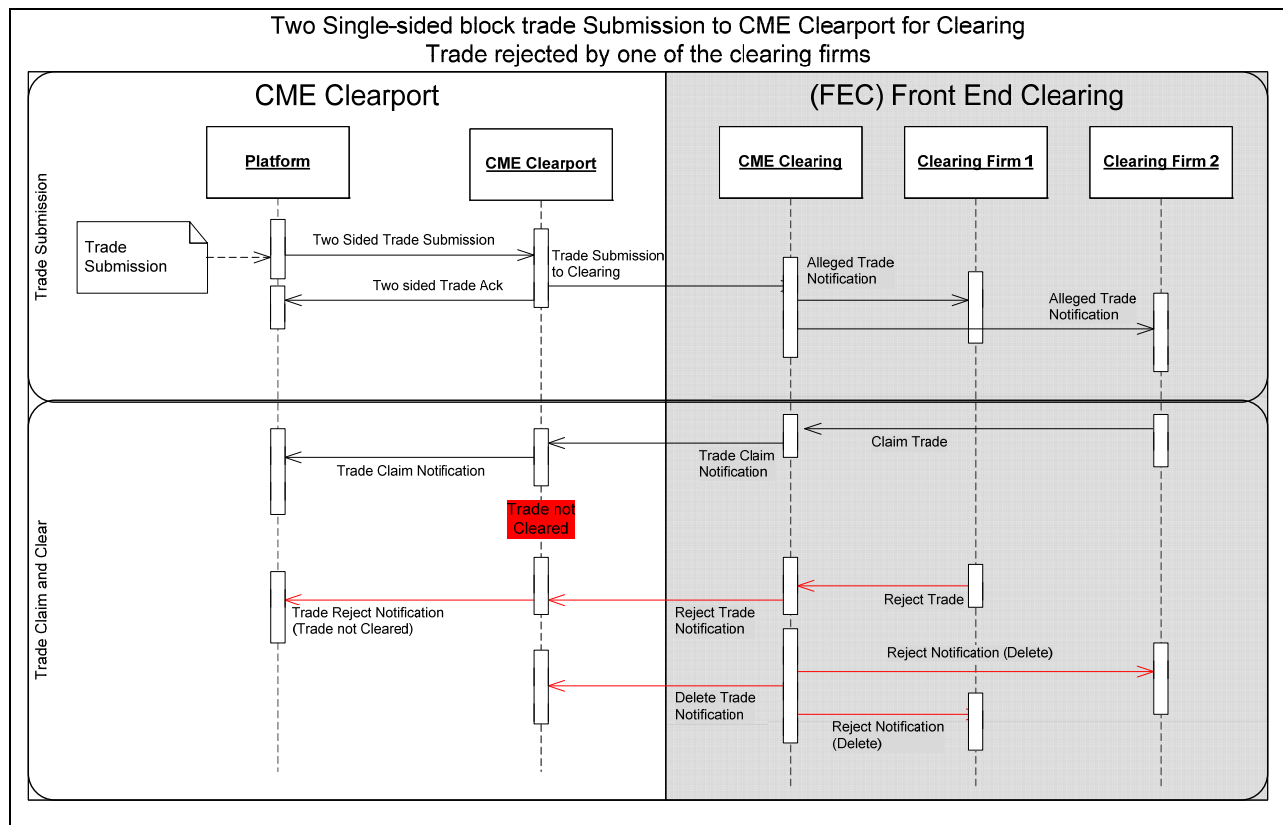 Two Single-sided block trade Submission to CME Clearport for Clearing
Trade rejected by one of the clearing firms
CME Clearport
(FEC) Front End Clearing
Trade Submission
Platform
CME Clearport
CME Clearing
Clearing Firm 1
Clearing Firm 2
Trade
Submission
Two Sided Trade Submission
Trade Submission
to Clearing
Two sided Trade Ack
Alleged Trade
Notification
Alleged Trade
Notification
Trade Claim and Clear
Claim Trade
Trade Claim
Notification
Trade Claim Notification
Trade not
Cleared
Reject Trade
Reject Trade
Notification
Trade Reject Notification
(Trade not Cleared)
Reject Notification (Delete)
Delete Trade
Notification
Reject Notification
(Delete)